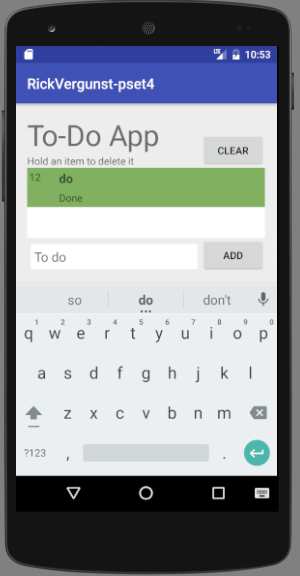 LTE 10:53
RickVergunst-pset4
To-Do App
Hold an item to delete it
CLEAR
12 do
Done
To do
ADD
so do don't
1 2 3 4 5 6 7 8 9 0
q w e r t y u i o p
a s d f g h j k l
z x c v b n m
?123 , .